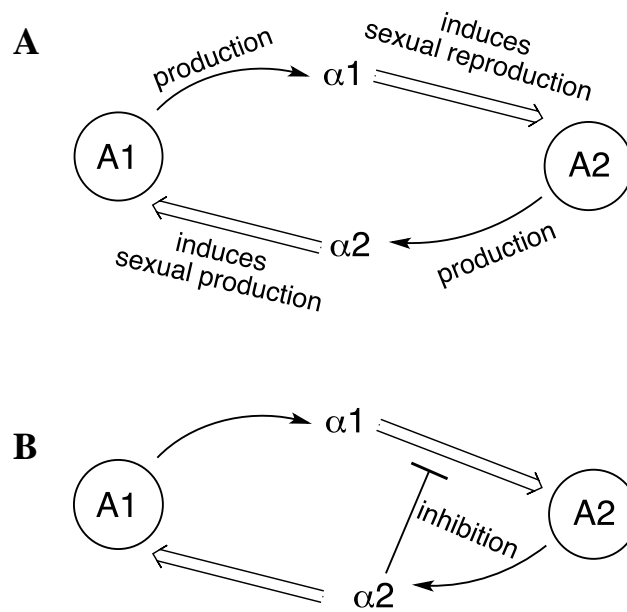 A
production
α1
induces
sexual reproduction
A1
A2
α2
induces
sexual production
production
B
α1
A1
A2
inhibition
α2